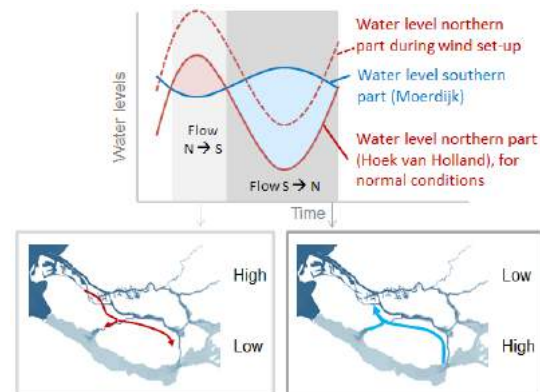 Water level northern
part during wind set-up
Water level southern
part (Moerdijk)
Water level northern part
(Hoek van Holland), for
normal conditions
Water levels
Flow
N → S
Flow S → N
Time
High
Low
Low
High